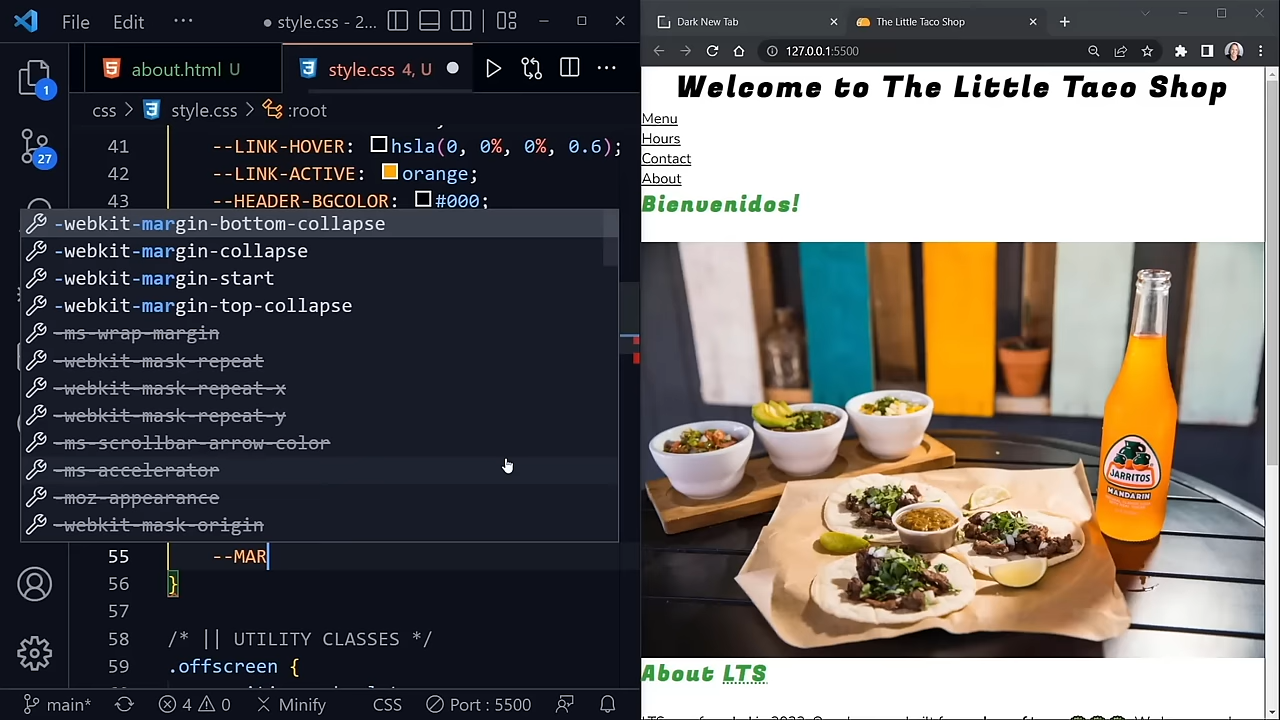 File Edit ··· ● style.css - 2...
about.html U
style.css 4, U ●
css > style.css > :root
41 --LINK-HOVER: hsla(0, 0%, 0%, 0.6);
42 --LINK-ACTIVE: orange;
43 --HEADER-BGCOLOR: #000;
-webkit-margin-bottom-collapse
-webkit-margin-collapse
-webkit-margin-start
-webkit-margin-top-collapse
-ms-wrap-margin
-webkit-mask-repeat
-webkit-mask-repeat-x
-webkit-mask-repeat-y
-ms-scrollbar-arrow-color
-ms-accelerator
-moz-appearance
-webkit-mask-origin
55 --MAR
56 }
57
58 /* || UTILITY CLASSES */
59 .offscreen {
1
27
main* 4 0 Minify CSS Port : 5500
Dark New Tab
The Little Taco Shop
127.0.0.1:5500
Welcome to The Little Taco Shop
Menu
Hours
Contact
About
Bienvenidos!
JARRITOS
MANDARIN
About LTS